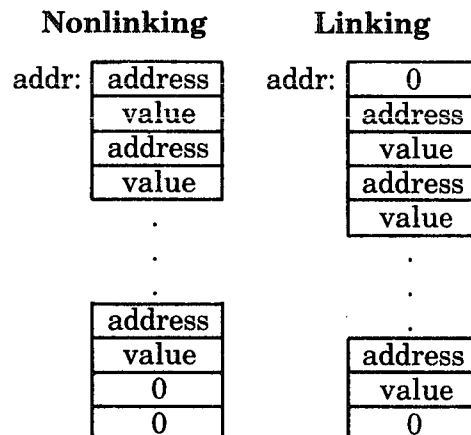 Nonlinking
addr: address
value
address
value
.
.
.
address
value
0
0
Linking
addr: 0
address
value
address
value
.
.
.
address
value
0